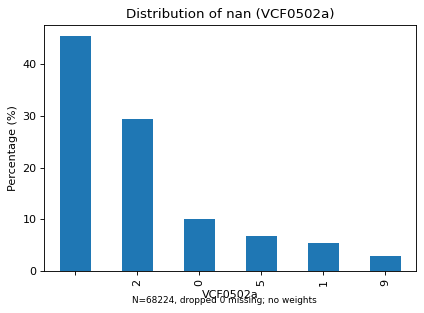 Distribution of nan (VCF0502a)
Percentage (%)
40
30
20
10
0
2
0
5
1
9
VCF0502a
N=68224, dropped 0 missing; no weights